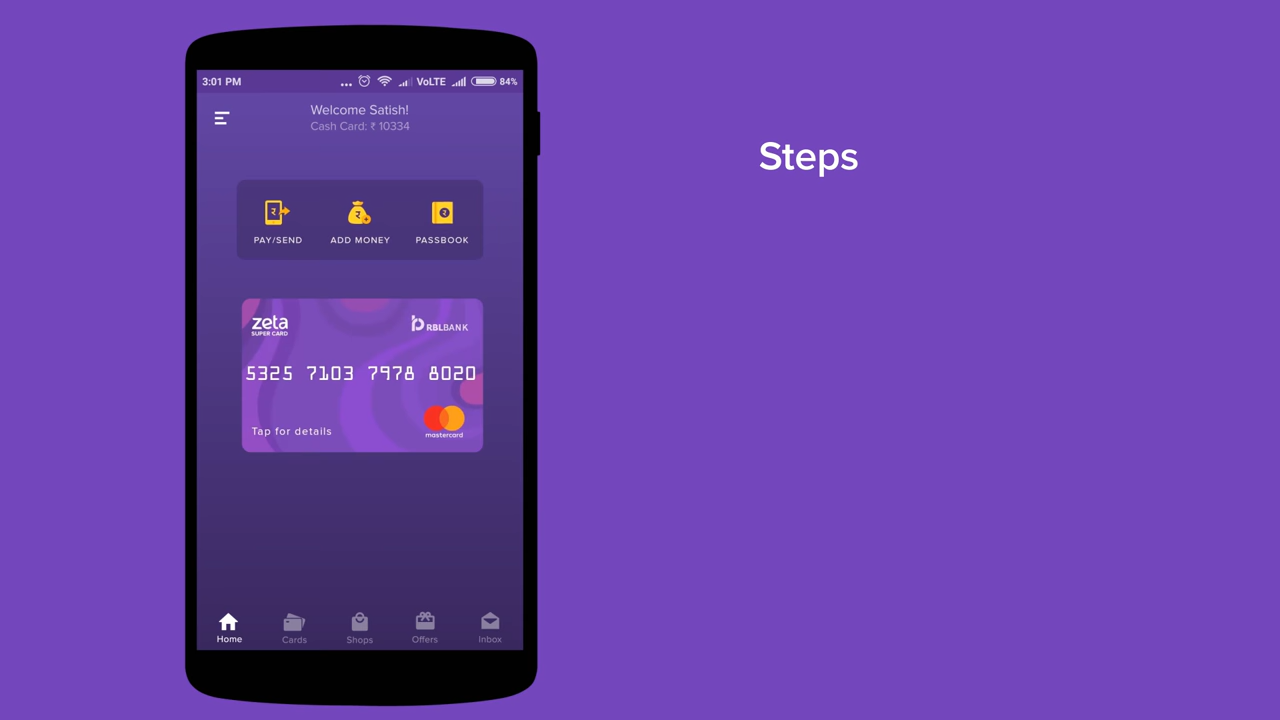 3:01 PM
VoLTE
84%
Welcome Satish!
Cash Card: ₹ 10334
Steps
PAY/SEND
ADD MONEY
PASSBOOK
zeta
SUPER CARD
RBLBANK
5325 7103 7978 8020
Tap for details
mastercard
Home
Cards
Shops
Offers
Inbox